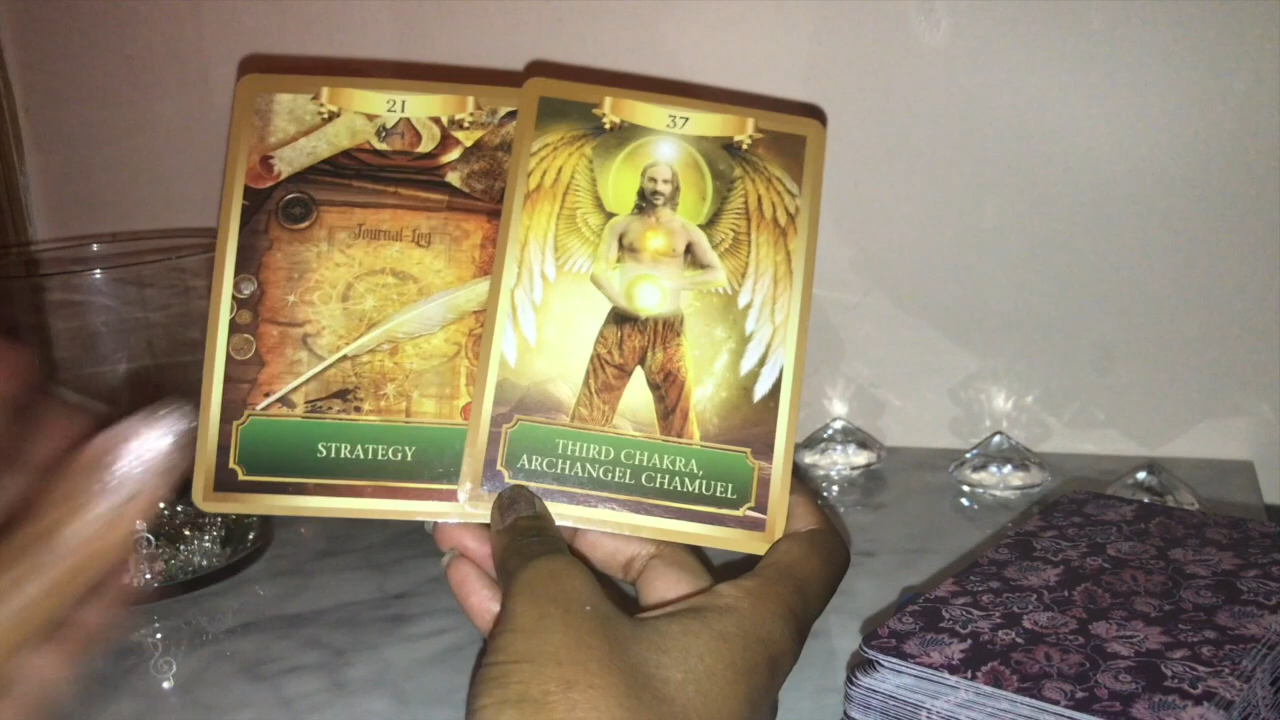 21
Journal-Log
STRATEGY
37
THIRD CHAKRA,
ARCHANGEL CHAMUEL